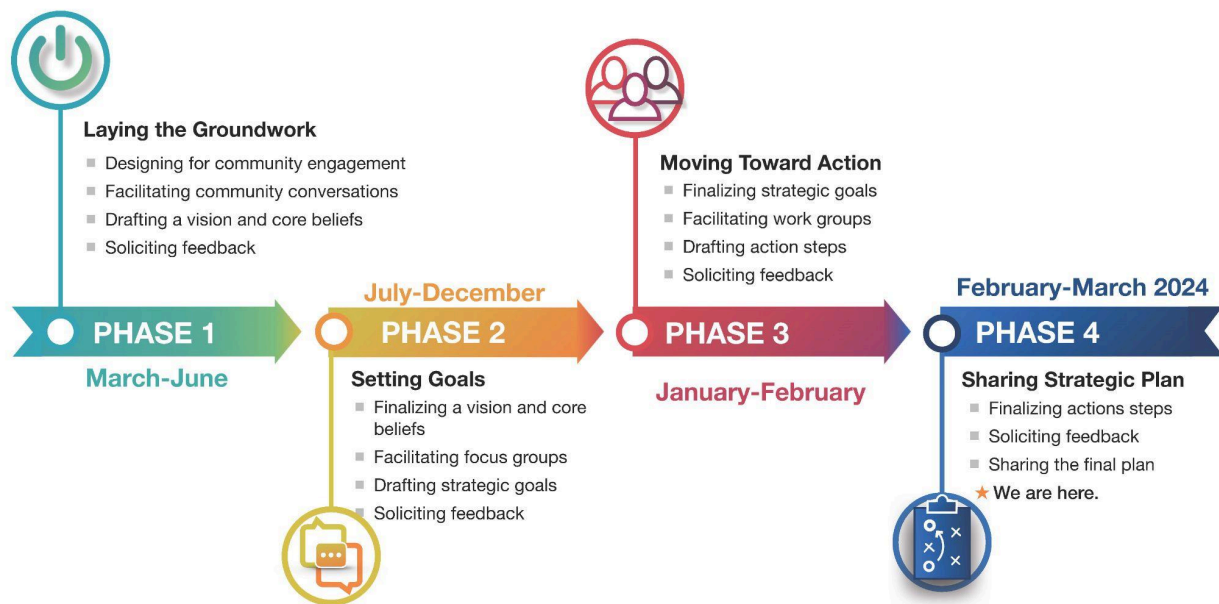 Laying the Groundwork
Designing for community engagement
Facilitating community conversations
Drafting a vision and core beliefs
Soliciting feedback
PHASE 1
March-June
July-December
PHASE 2
Setting Goals
Finalizing a vision and core
beliefs
Facilitating focus groups
Drafting strategic goals
Soliciting feedback
Moving Toward Action
Finalizing strategic goals
Facilitating work groups
Drafting action steps
Soliciting feedback
PHASE 3
January-February
February-March 2024
PHASE 4
Sharing Strategic Plan
Finalizing actions steps
Soliciting feedback
Sharing the final plan
We are here.